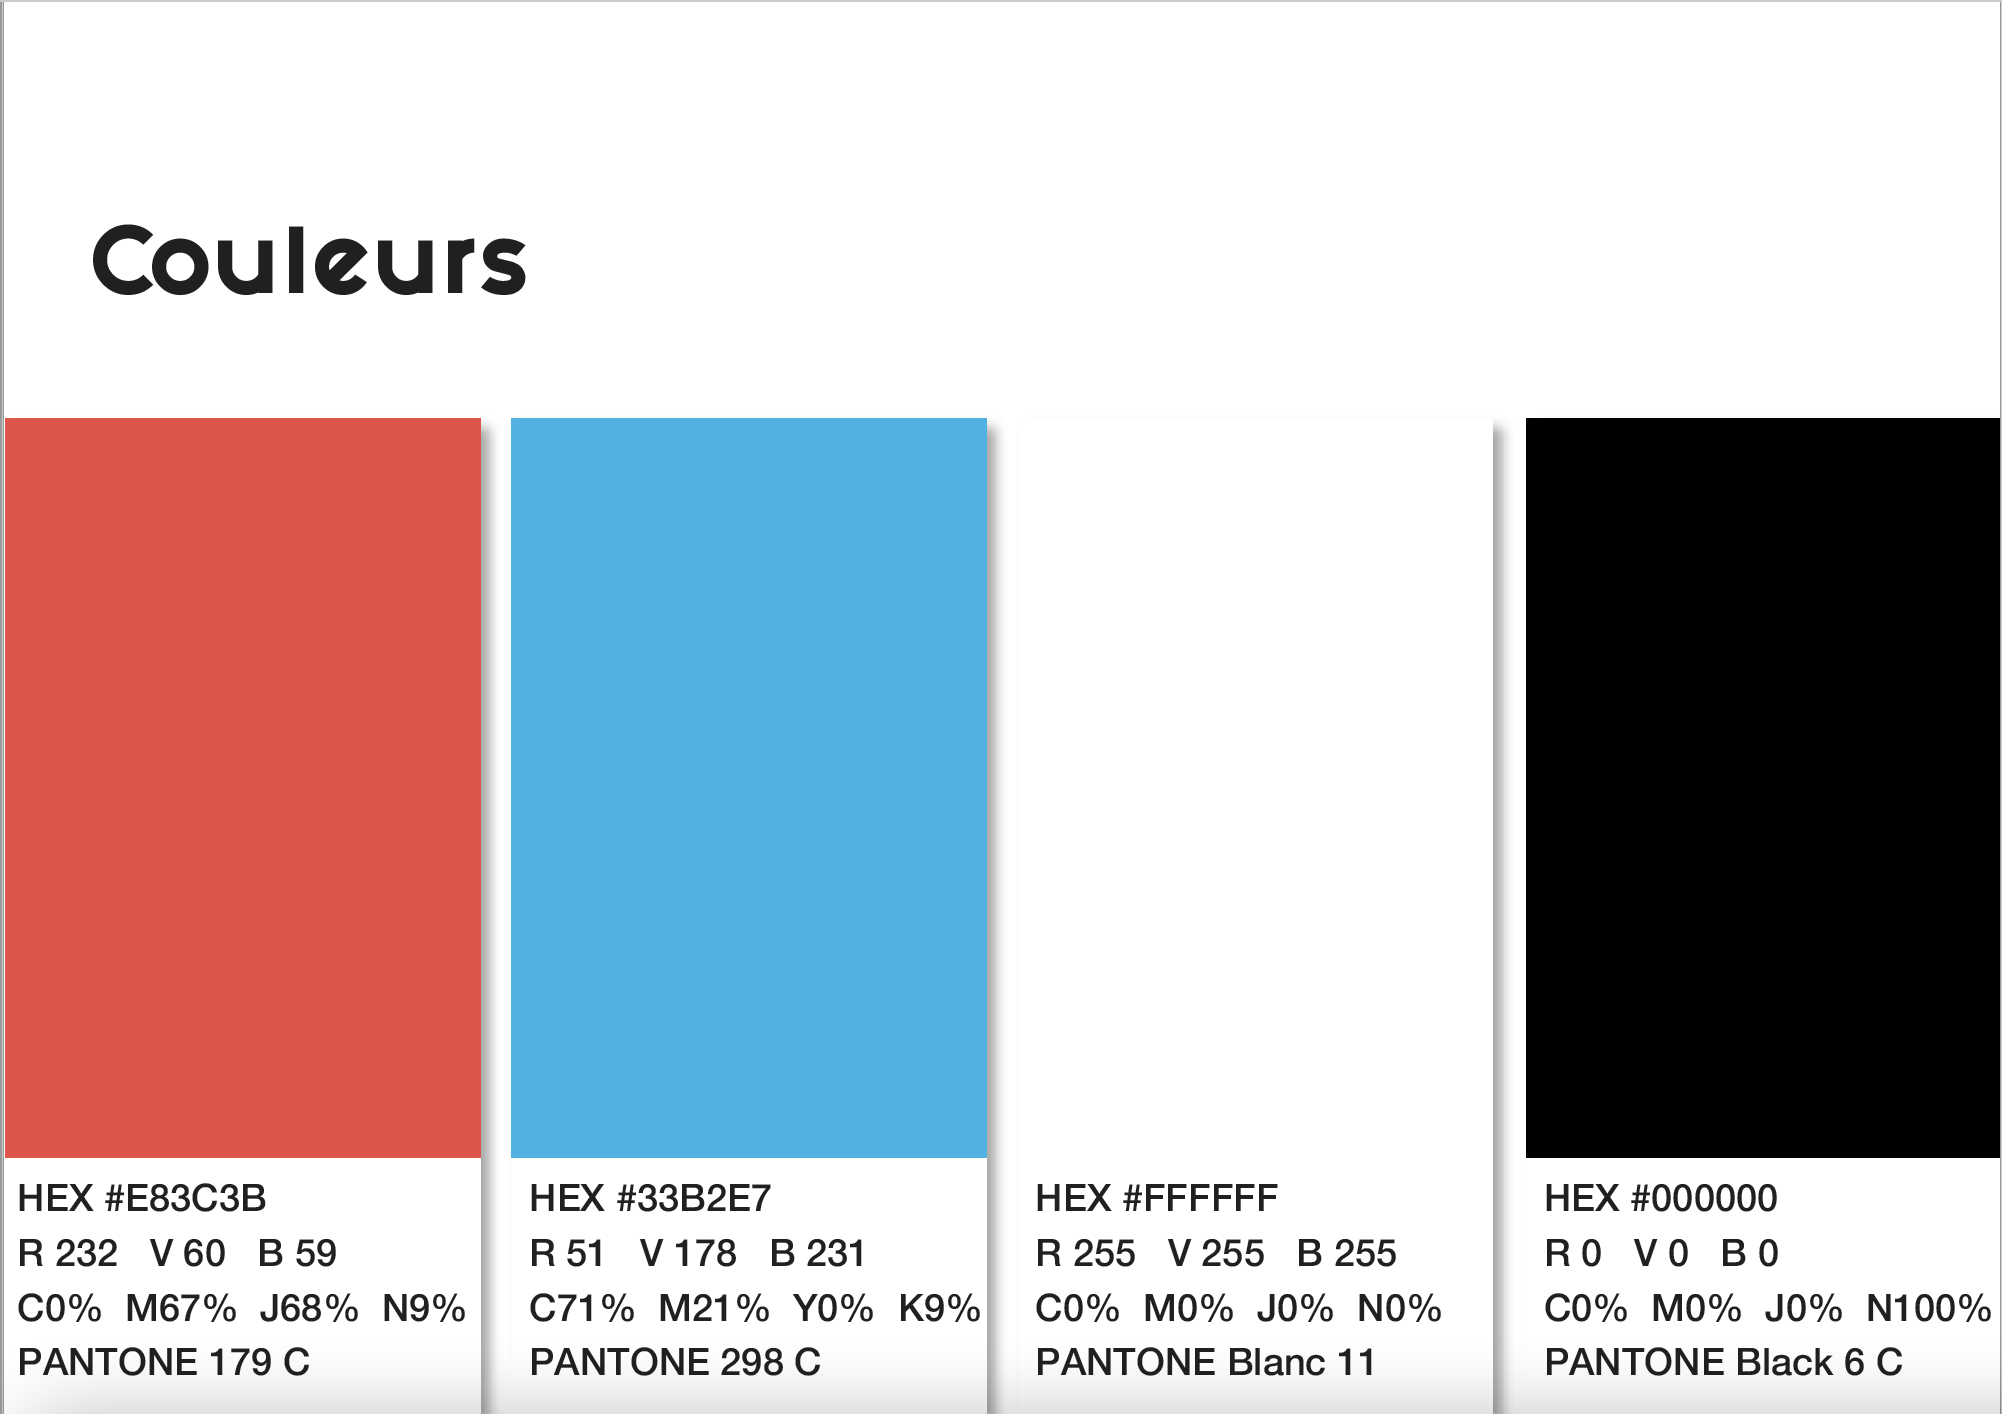 Couleurs
HEX #E83C3B
R 232 V 60 B 59
C0% M67% J68% N9%
PANTONE 179 C
HEX #33B2E7
R 51 V 178 B 231
C71% M21% Y0% K9%
PANTONE 298 C
HEX #FFFFFF
R 255 V 255 B 255
C0% M0% J0% N0%
PANTONE Blanc 11
HEX #000000
R 0 V 0 B 0
C0% M0% J0% N100%
PANTONE Black 6 C